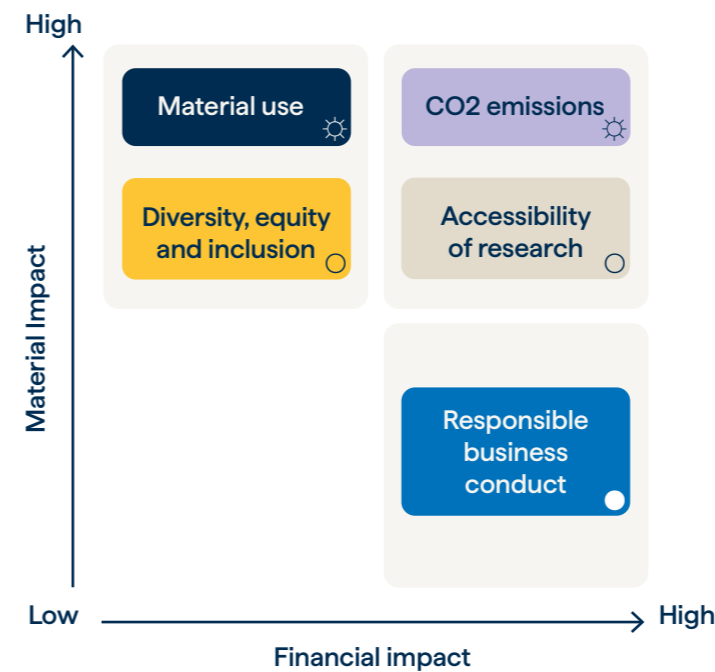 High
Material use
CO2 emissions
Diversity, equity
and inclusion
Accessibility
of research
Material Impact
Responsible
business
conduct
Low
High
Financial impact